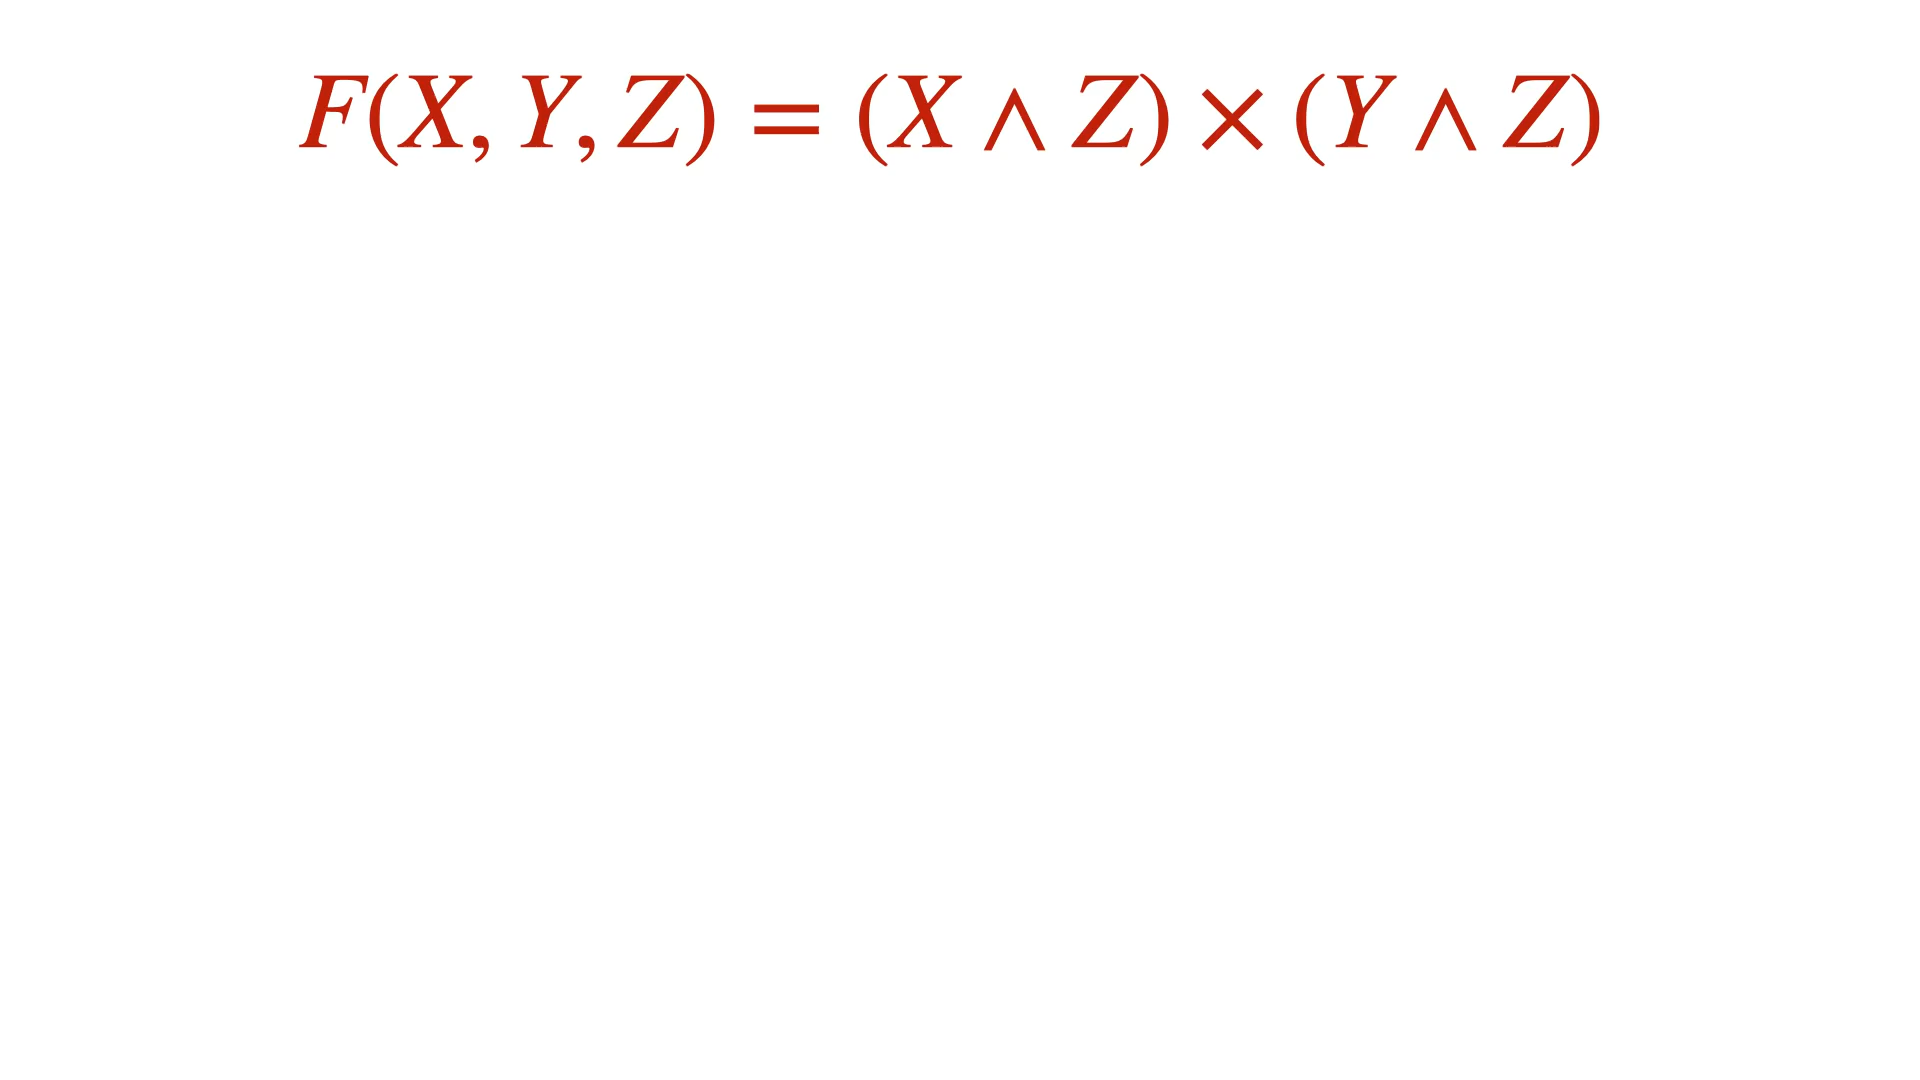 F(X, Y, Z) = (X ∧ Z) × (Y ∧ Z)